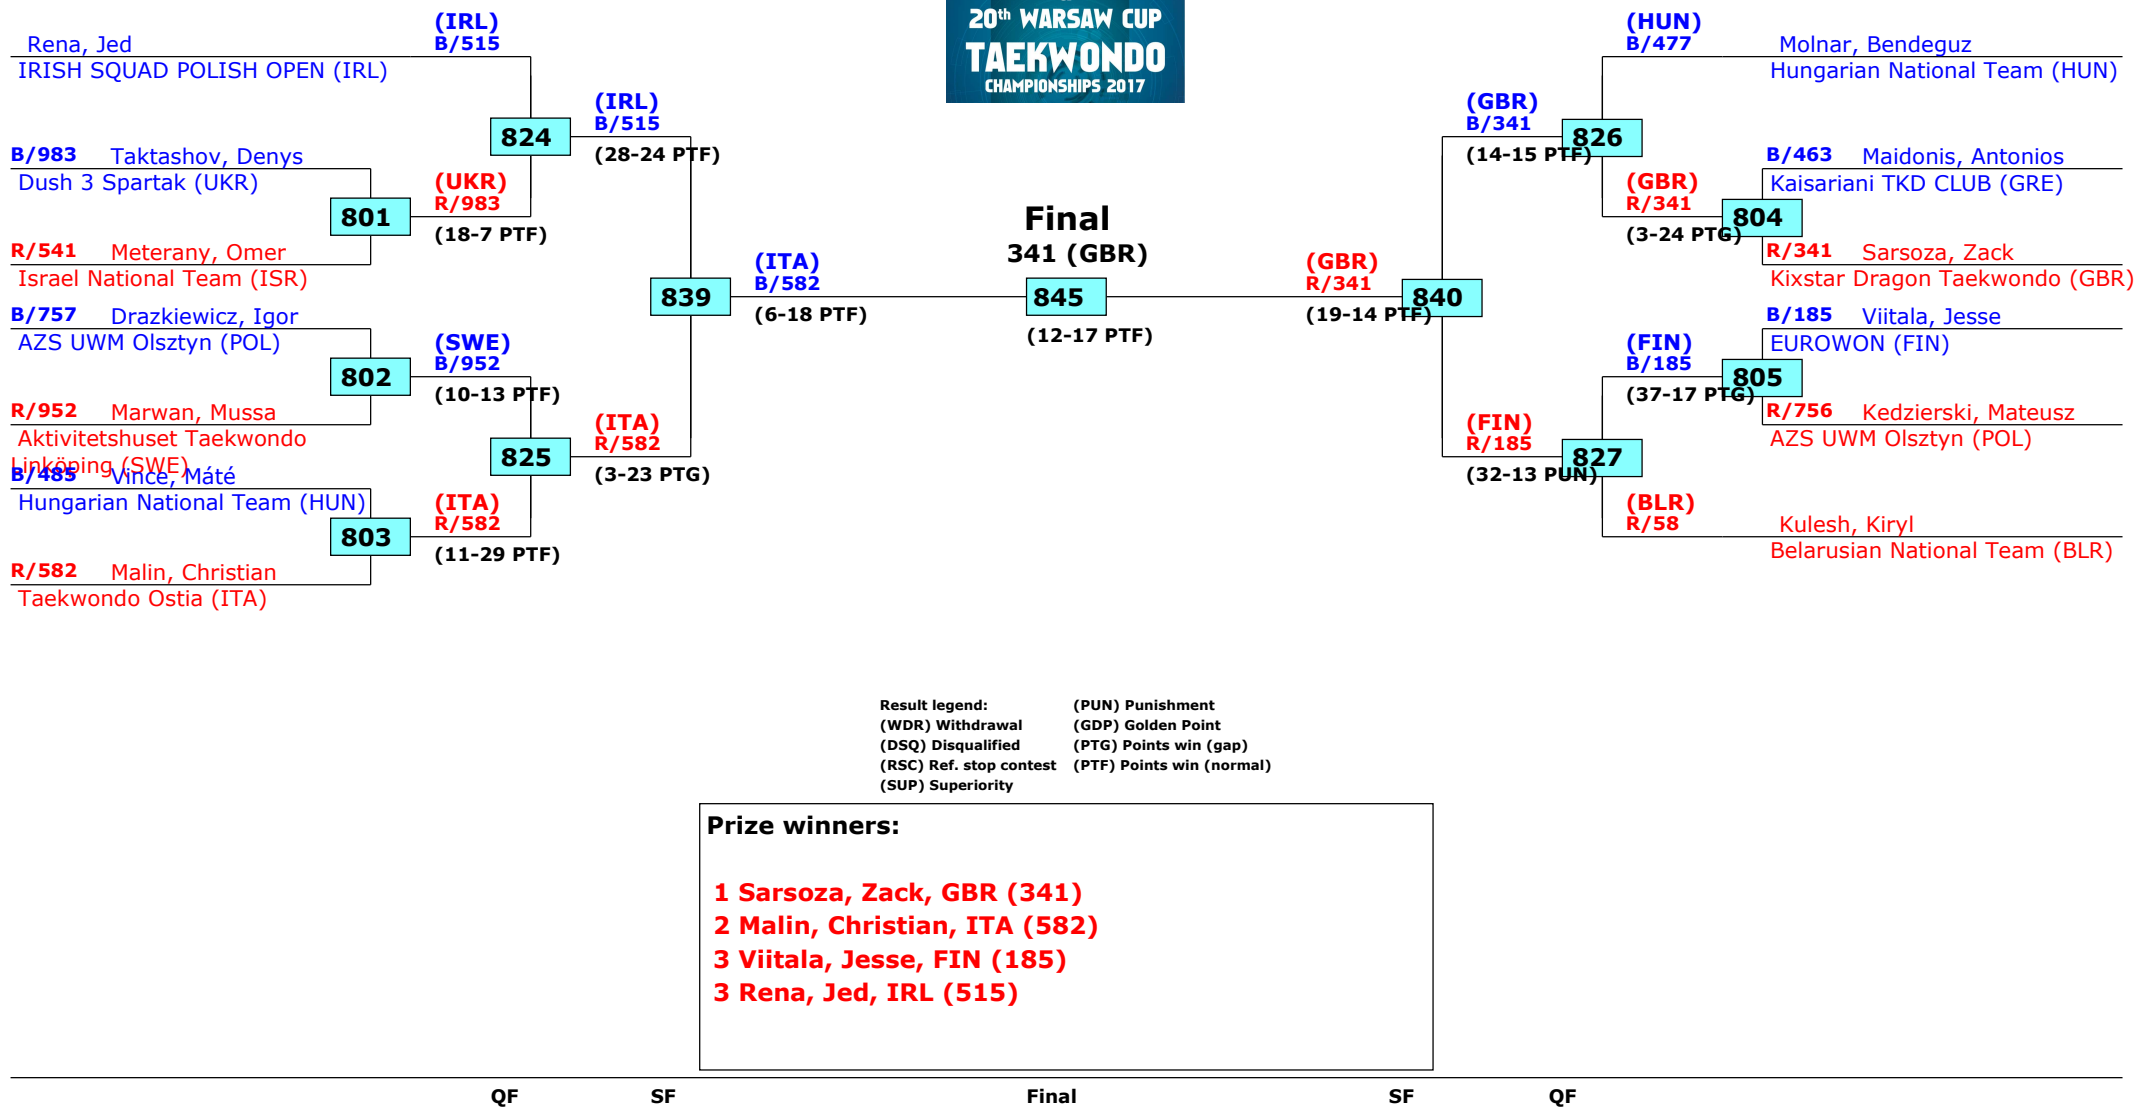 20th WARSAW CUP
TAEKWONDO
CHAMPIONSHIPS 2017
Rena, Jed
IRISH SQUAD POLISH OPEN (IRL)
B/983 Taktashov, Denys
Dush 3 Spartak (UKR)
801
R/541 Meterany, Omer
Israel National Team (ISR)
B/757 Drazkiewicz, Igor
AZS UWM Olsztyn (POL)
802
R/952 Marwan, Mussa
Aktivitetshuset Taekwondo
Linköping (SWE)
B/485 Vince, Máté
Hungarian National Team (HUN)
803
R/582 Malin, Christian
Taekwondo Ostia (ITA)
(IRL)
B/515
824
(UKR)
R/983
(18-7 PTF)
(SWE)
B/952
(10-13 PTF)
825
(ITA)
R/582
(11-29 PTF)
(IRL)
B/515
(28-24 PTF)
839
(ITA)
R/582
(3-23 PTG)
(ITA)
B/582
(6-18 PTF)
Final
341 (GBR)
845
(12-17 PTF)
(GBR)
R/341
(19-14 PTF)
840
(GBR)
B/341
(14-15 PTF)
826
(FIN)
R/185
(32-13 PUN)
827
(HUN)
B/477
(GBR)
R/341
(3-24 PTG)
(FIN)
B/185
(37-17 PTG)
(BLR)
R/58
Molnar, Bendeguz
Hungarian National Team (HUN)
B/463 Maidonis, Antonios
Kaisariani TKD CLUB (GRE)
804
R/341 Sarsoza, Zack
Kixstar Dragon Taekwondo (GBR)
B/185 Viitala, Jesse
EUROWON (FIN)
805
R/756 Kedzierski, Mateusz
AZS UWM Olsztyn (POL)
Kulesh, Kiryl
Belarusian National Team (BLR)
Result legend: (PUN) Punishment
(WDR) Withdrawal (GDP) Golden Point
(DSQ) Disqualified (PTG) Points win (gap)
(RSC) Ref. stop contest (PTF) Points win (normal)
(SUP) Superiority
Prize winners:
1 Sarsoza, Zack, GBR (341)
2 Malin, Christian, ITA (582)
3 Viitala, Jesse, FIN (185)
3 Rena, Jed, IRL (515)
QF SF Final SF QF